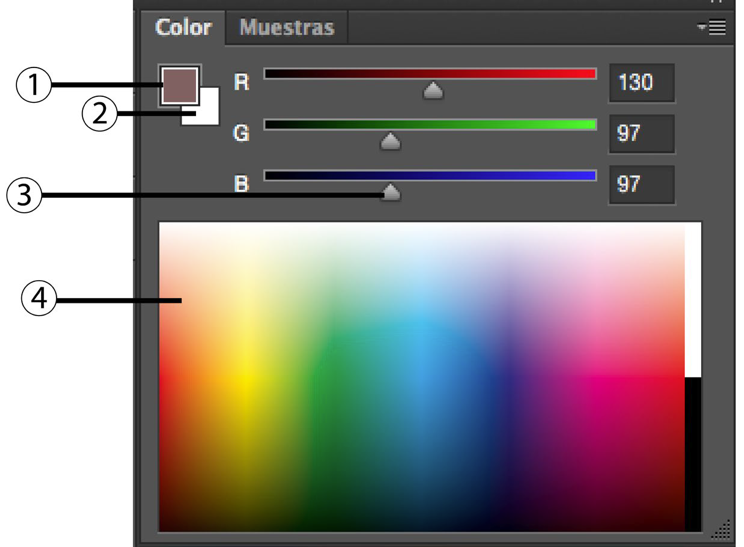 Color Muestras
① R 130
②
G 97
③ B 97
④